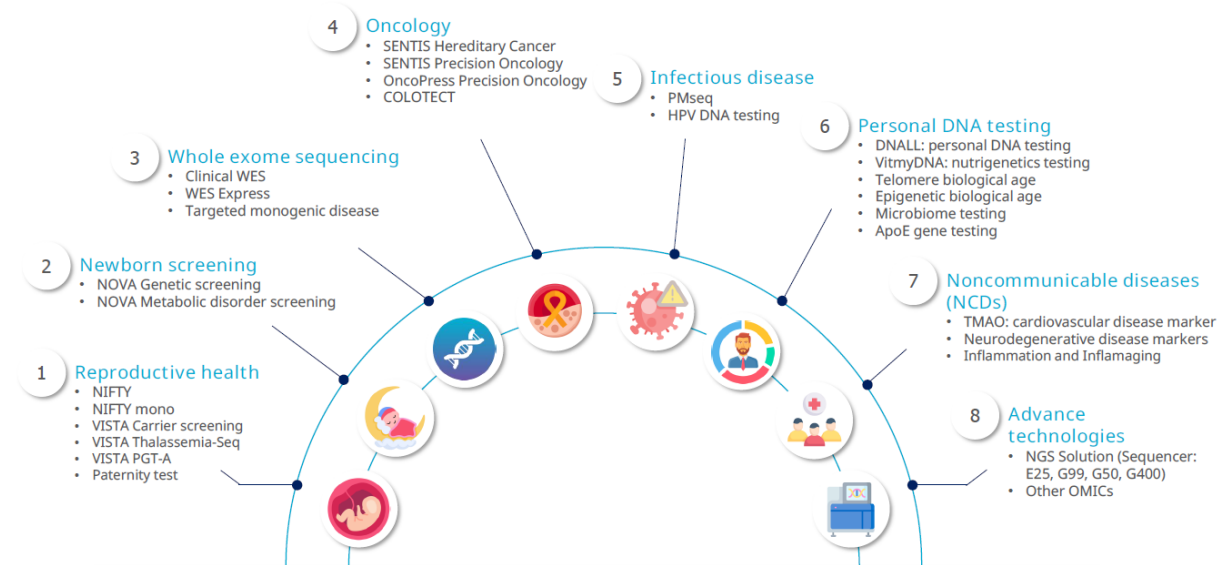 1
Reproductive health
• NIFTY
• NIFTY mono
• VISTA Carrier screening
• VISTA Thalassemia-Seq
• VISTA PGT-A
• Paternity test
2
Newborn screening
• NOVA Genetic screening
• NOVA Metabolic disorder screening
3
Whole exome sequencing
• Clinical WES
• WES Express
• Targeted monogenic disease
4
Oncology
• SENTIS Hereditary Cancer
• SENTIS Precision Oncology
• OncoPress Precision Oncology
• COLOTECT
5
Infectious disease
• PMseq
• HPV DNA testing
6
Personal DNA testing
• DNALL: personal DNA testing
• VitmyDNA: nutrigenetics testing
• Telomere biological age
• Epigenetic biological age
• Microbiome testing
• ApoE gene testing
7
Noncommunicable diseases
(NCDs)
• TMAO: cardiovascular disease marker
• Neurodegenerative disease markers
• Inflammation and Inflamaging
8
Advance
technologies
• NGS Solution (Sequencer:
E25, G99, G50, G400)
• Other OMICs